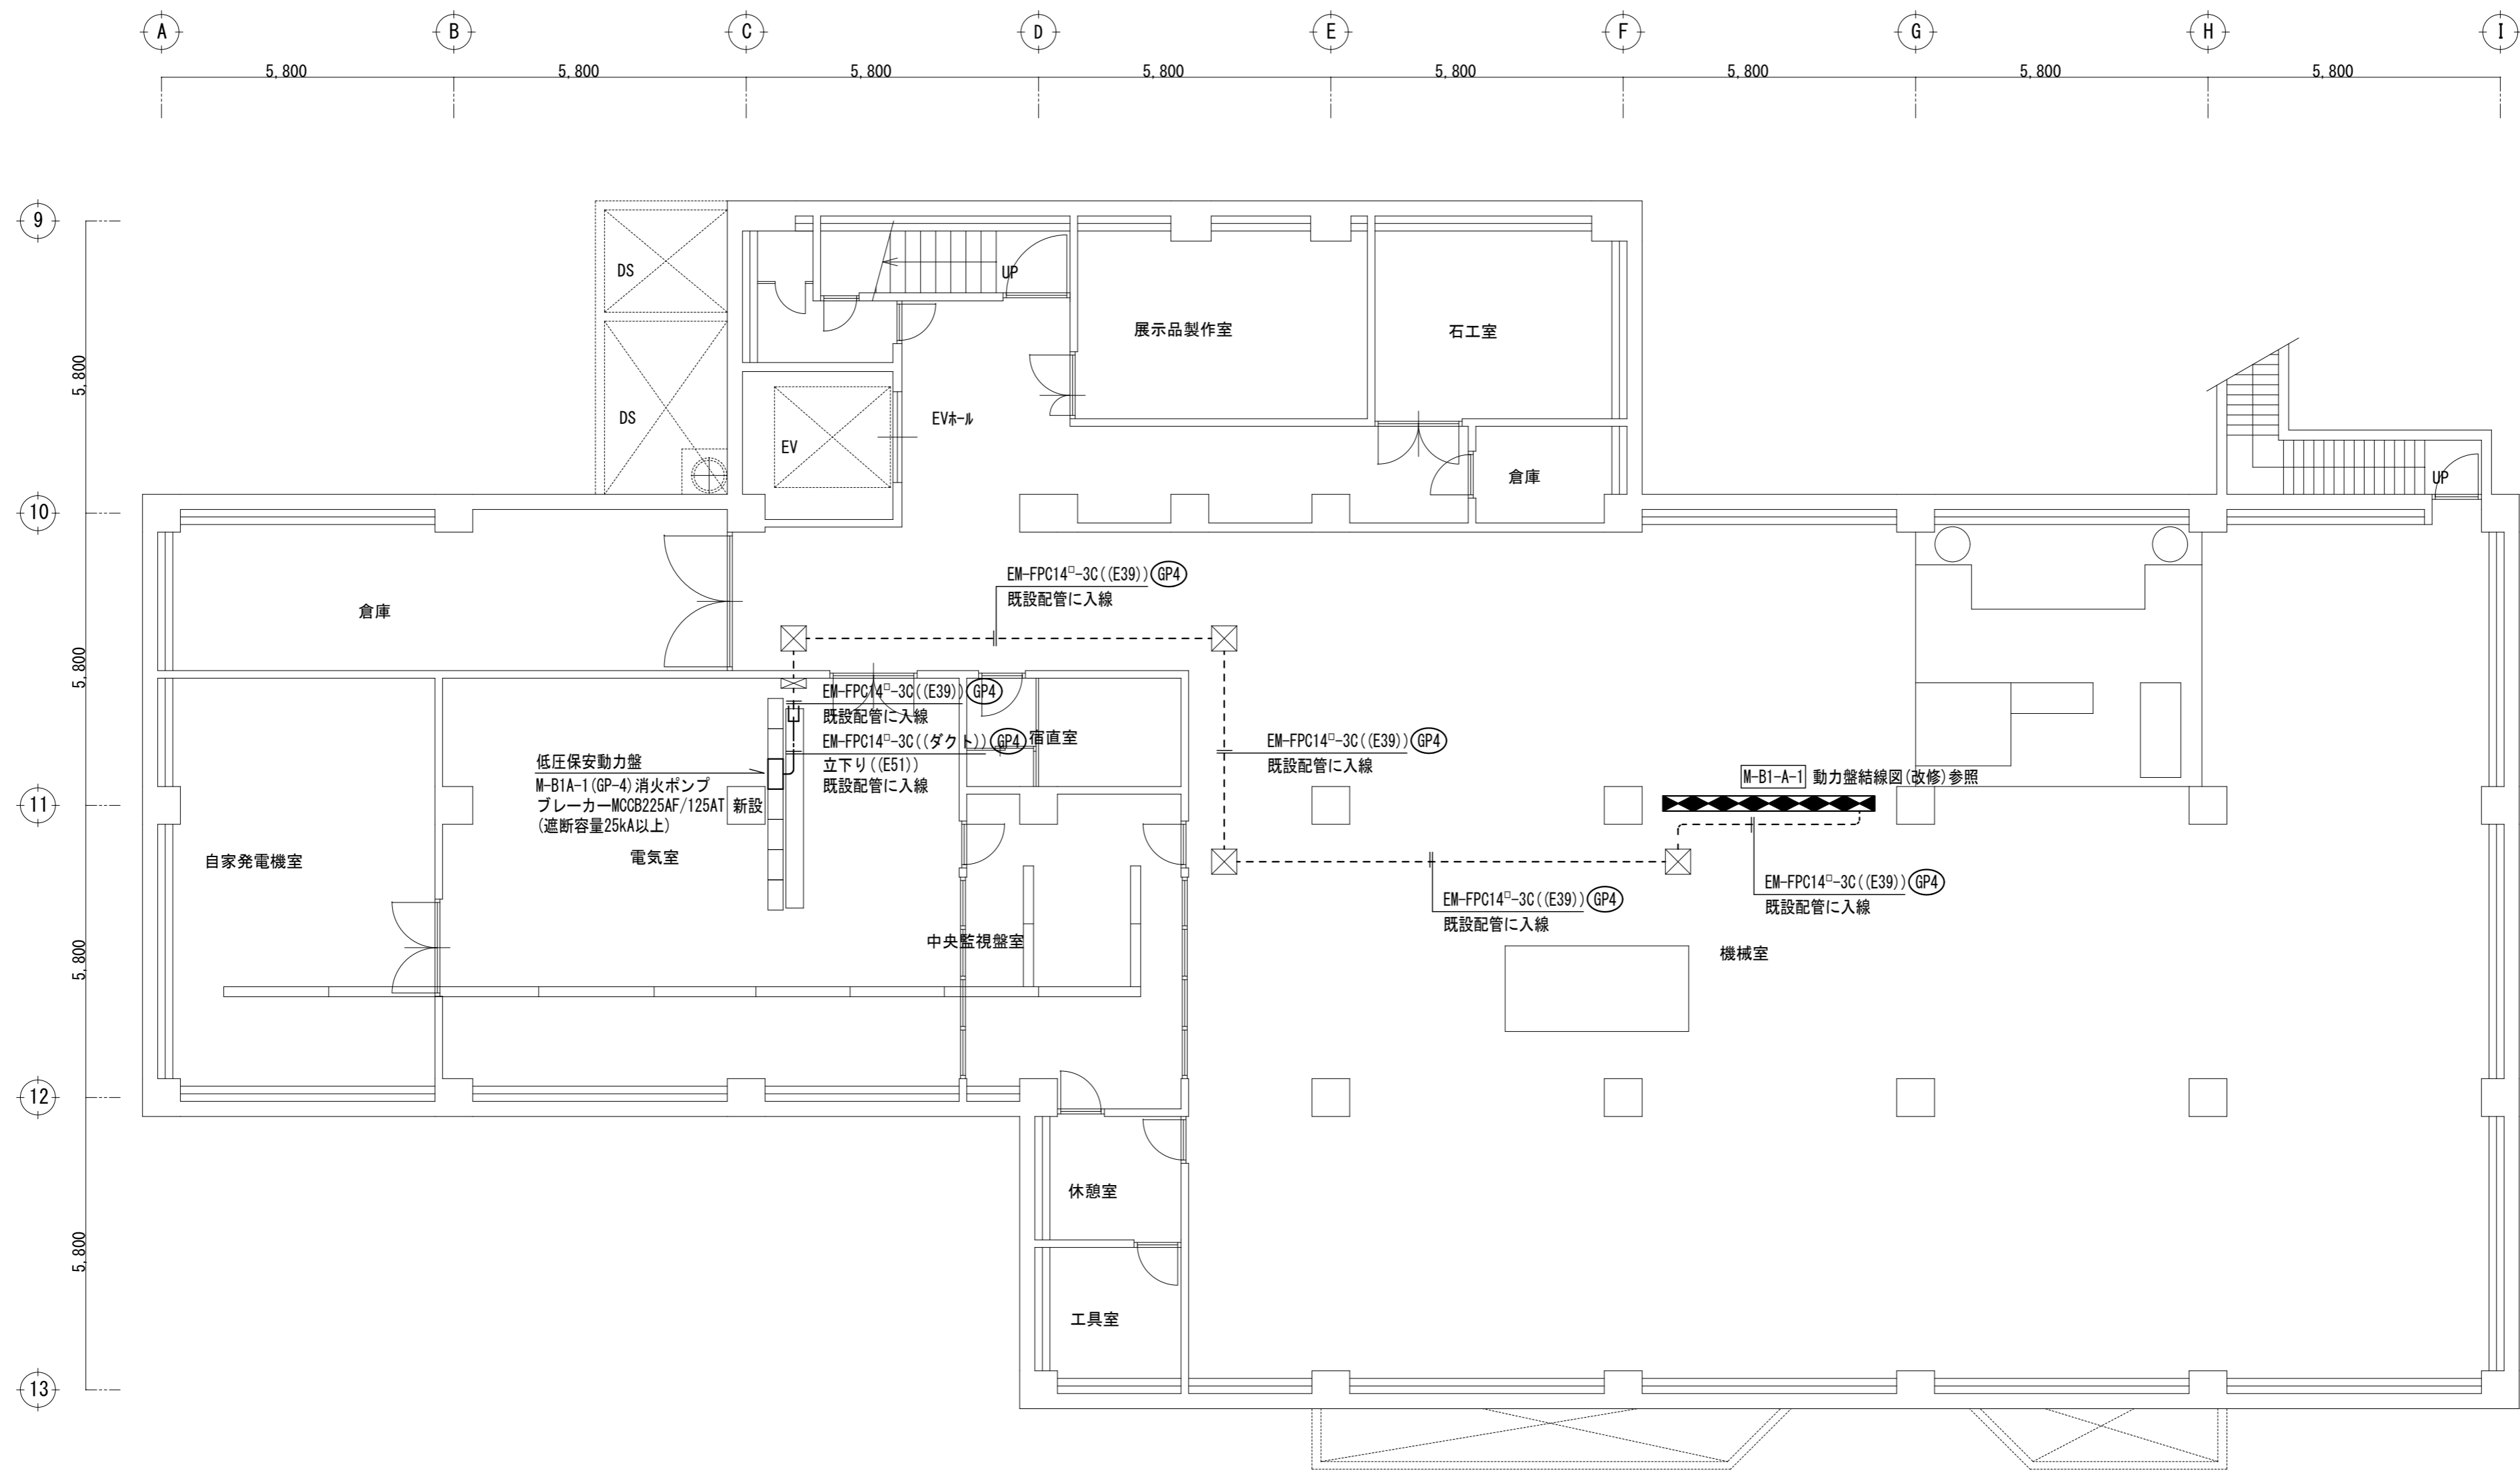 A B C D E F G H I
5,800 5,800 5,800 5,800 5,800 5,800 5,800 5,800
9
DS
UP
展示品製作室
石工室
5,800
DS
EVホール
EV
倉庫
UP
10
EM-FPC14□-3C((E39)) GP4
既設配管に入線
倉庫
5,800
EM-FPC14□-3C((E39)) GP4
既設配管に入線
EM-FPC14□-3C((ダクト)) GP4
立下り((E51))
既設配管に入線
宿直室
EM-FPC14□-3C((E39)) GP4
既設配管に入線
低圧保安動力盤
M-B1A-1(GP-4)消火ポンプ
ブレーカーMCCB225AF/125AT 新設
(遮断容量25kA以上)
M-B1-A-1 動力盤結線図(改修)参照
11
電気室
自家発電機室
EM-FPC14□-3C((E39)) GP4
既設配管に入線
EM-FPC14□-3C((E39)) GP4
既設配管に入線
中央監視盤室
機械室
5,800
12
休憩室
5,800
工具室
13